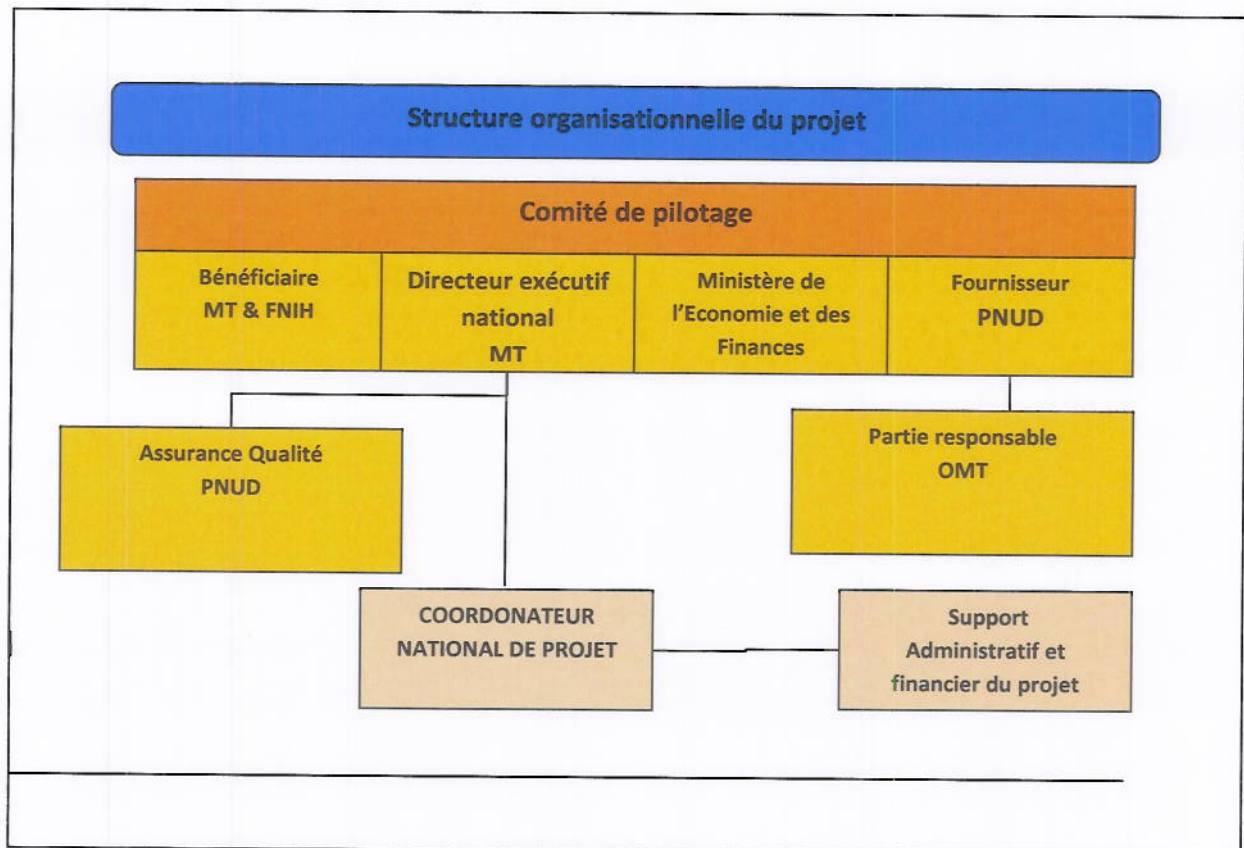 Structure organisationnelle du projet
Comité de pilotage
Bénéficiaire
MT & FNIH
Directeur exécutif
national
MT
Ministère de
l'Economie et des
Finances
Fournisseur
PNUD
Assurance Qualité
PNUD
Partie responsable
OMT
COORDONATEUR
NATIONAL DE PROJET
Support
Administratif et
financier du projet